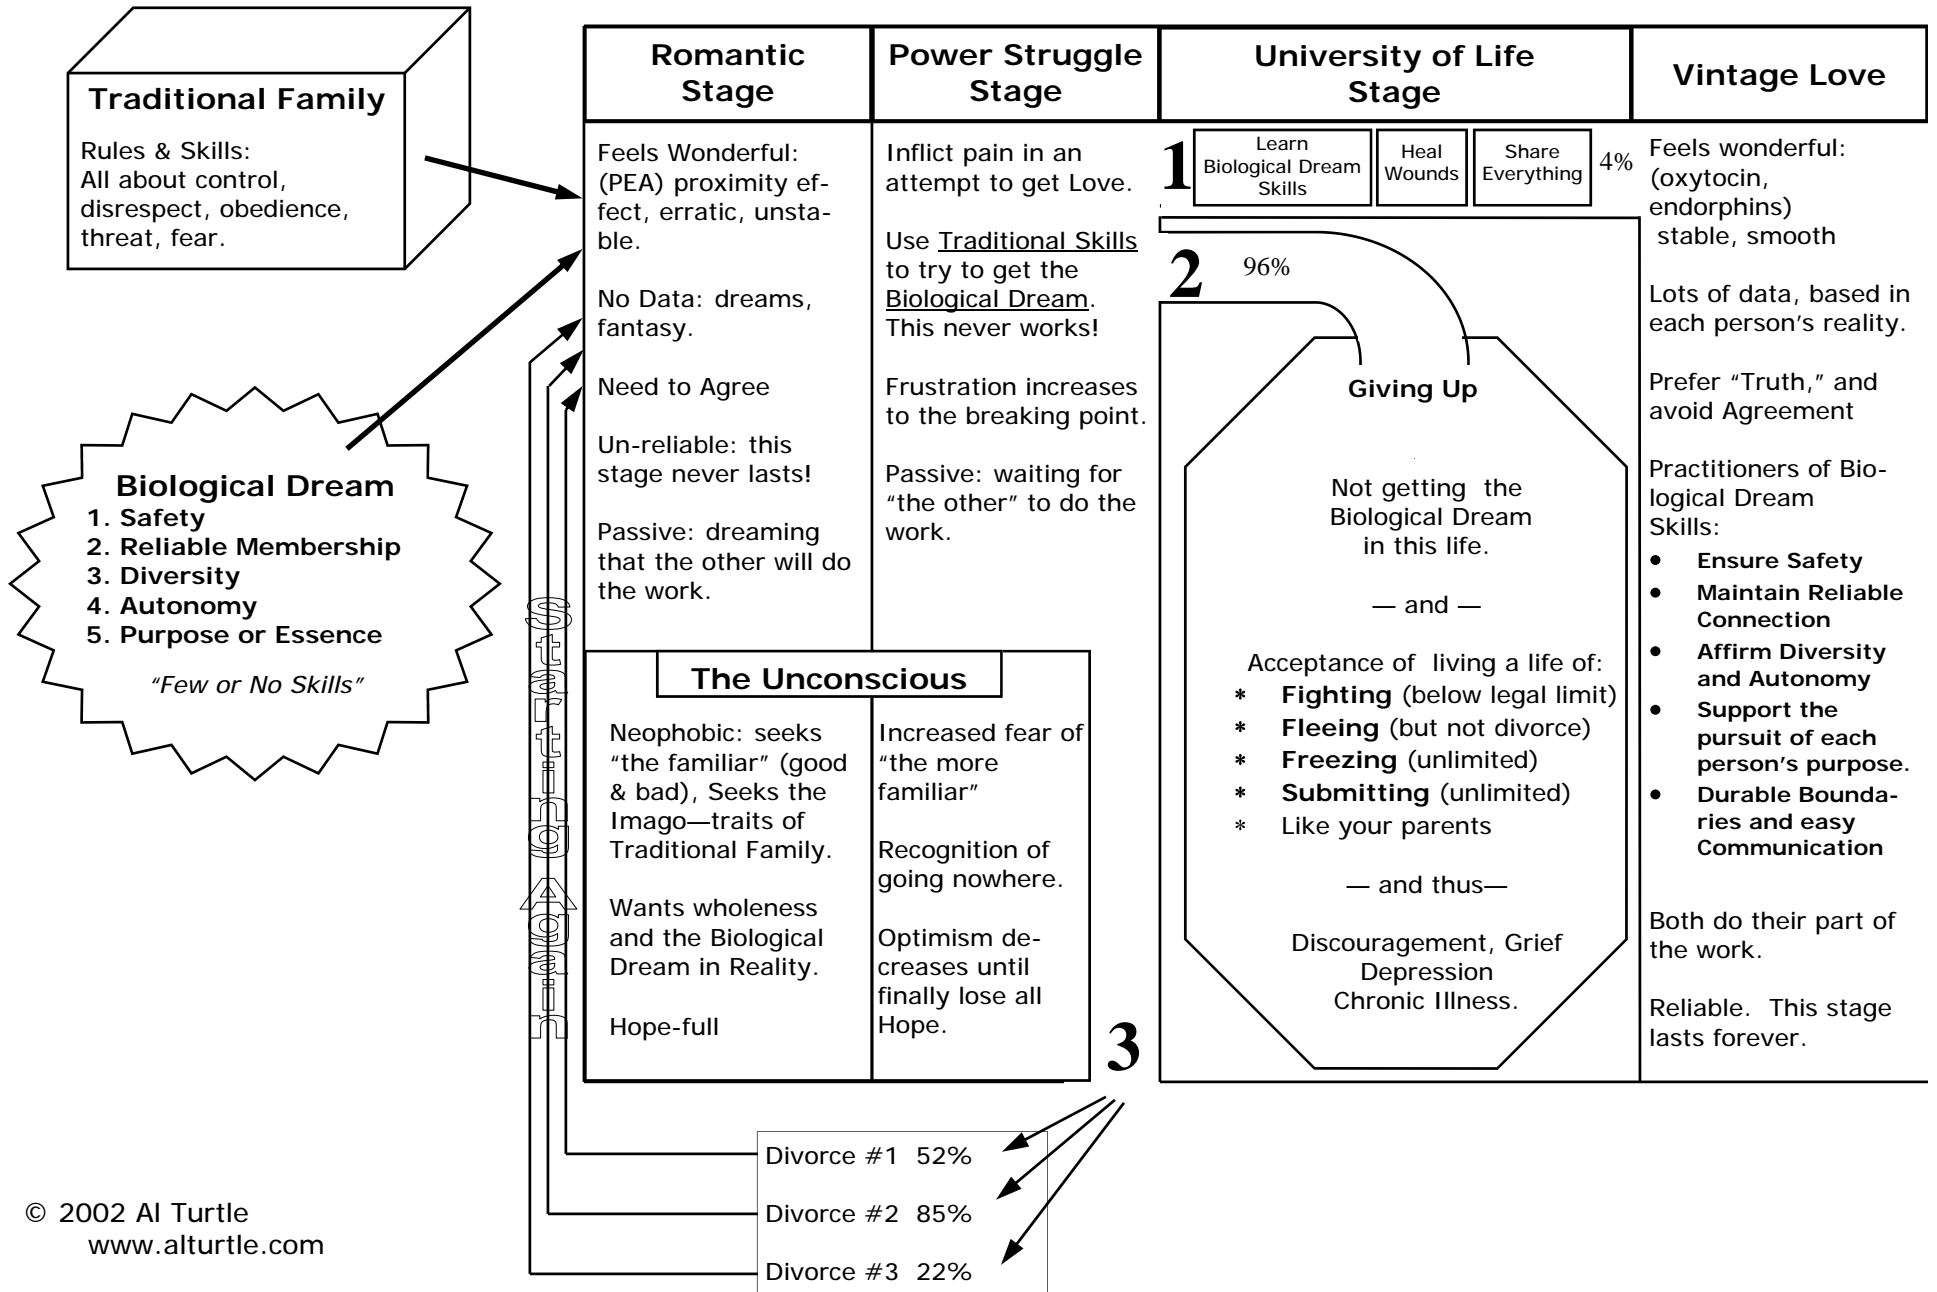 Traditional Family
Rules & Skills:
All about control,
disrespect, obedience,
threat, fear.
Biological Dream
1. Safety
2. Reliable Membership
3. Diversity
4. Autonomy
5. Purpose or Essence
“Few or No Skills”
Starting Again
Romantic
Stage
Feels Wonderful:
(PEA) proximity ef-
fect, erratic, unsta-
ble.
No Data: dreams,
fantasy.
Need to Agree
Un-reliable: this
stage never lasts!
Passive: dreaming
that the other will do
the work.
Power Struggle
Stage
Inflict pain in an
attempt to get Love.
Use Traditional Skills
to try to get the
Biological Dream.
This never works!
Frustration increases
to the breaking point.
Passive: waiting for
“the other” to do the
work.
The Unconscious
Neophobic: seeks
“the familiar” (good
& bad), Seeks the
Imago—traits of
Traditional Family.
Wants wholeness
and the Biological
Dream in Reality.
Hope-full
Increased fear of
“the more
familiar”
Recognition of
going nowhere.
Optimism de-
creases until
finally lose all
Hope.
University of Life
Stage
1
Learn
Biological Dream
Skills
Heal
Wounds
Share
Everything
4%
2
96%
Giving Up
Not getting the
Biological Dream
in this life.
— and —
Acceptance of living a life of:
* Fighting (below legal limit)
* Fleeing (but not divorce)
* Freezing (unlimited)
* Submitting (unlimited)
* Like your parents
— and thus—
Discouragement, Grief
Depression
Chronic Illness.
Vintage Love
Feels wonderful:
(oxytocin,
endorphins)
stable, smooth
Lots of data, based in
each person’s reality.
Prefer “Truth,” and
avoid Agreement
Practitioners of Bio-
logical Dream
Skills:
• Ensure Safety
• Maintain Reliable
Connection
• Affirm Diversity
and Autonomy
• Support the
pursuit of each
person’s purpose.
• Durable Bounda-
ries and easy
Communication
Both do their part of
the work.
Reliable. This stage
lasts forever.
3
Divorce #1 52%
Divorce #2 85%
Divorce #3 22%
© 2002 Al Turtle
www.alturtle.com